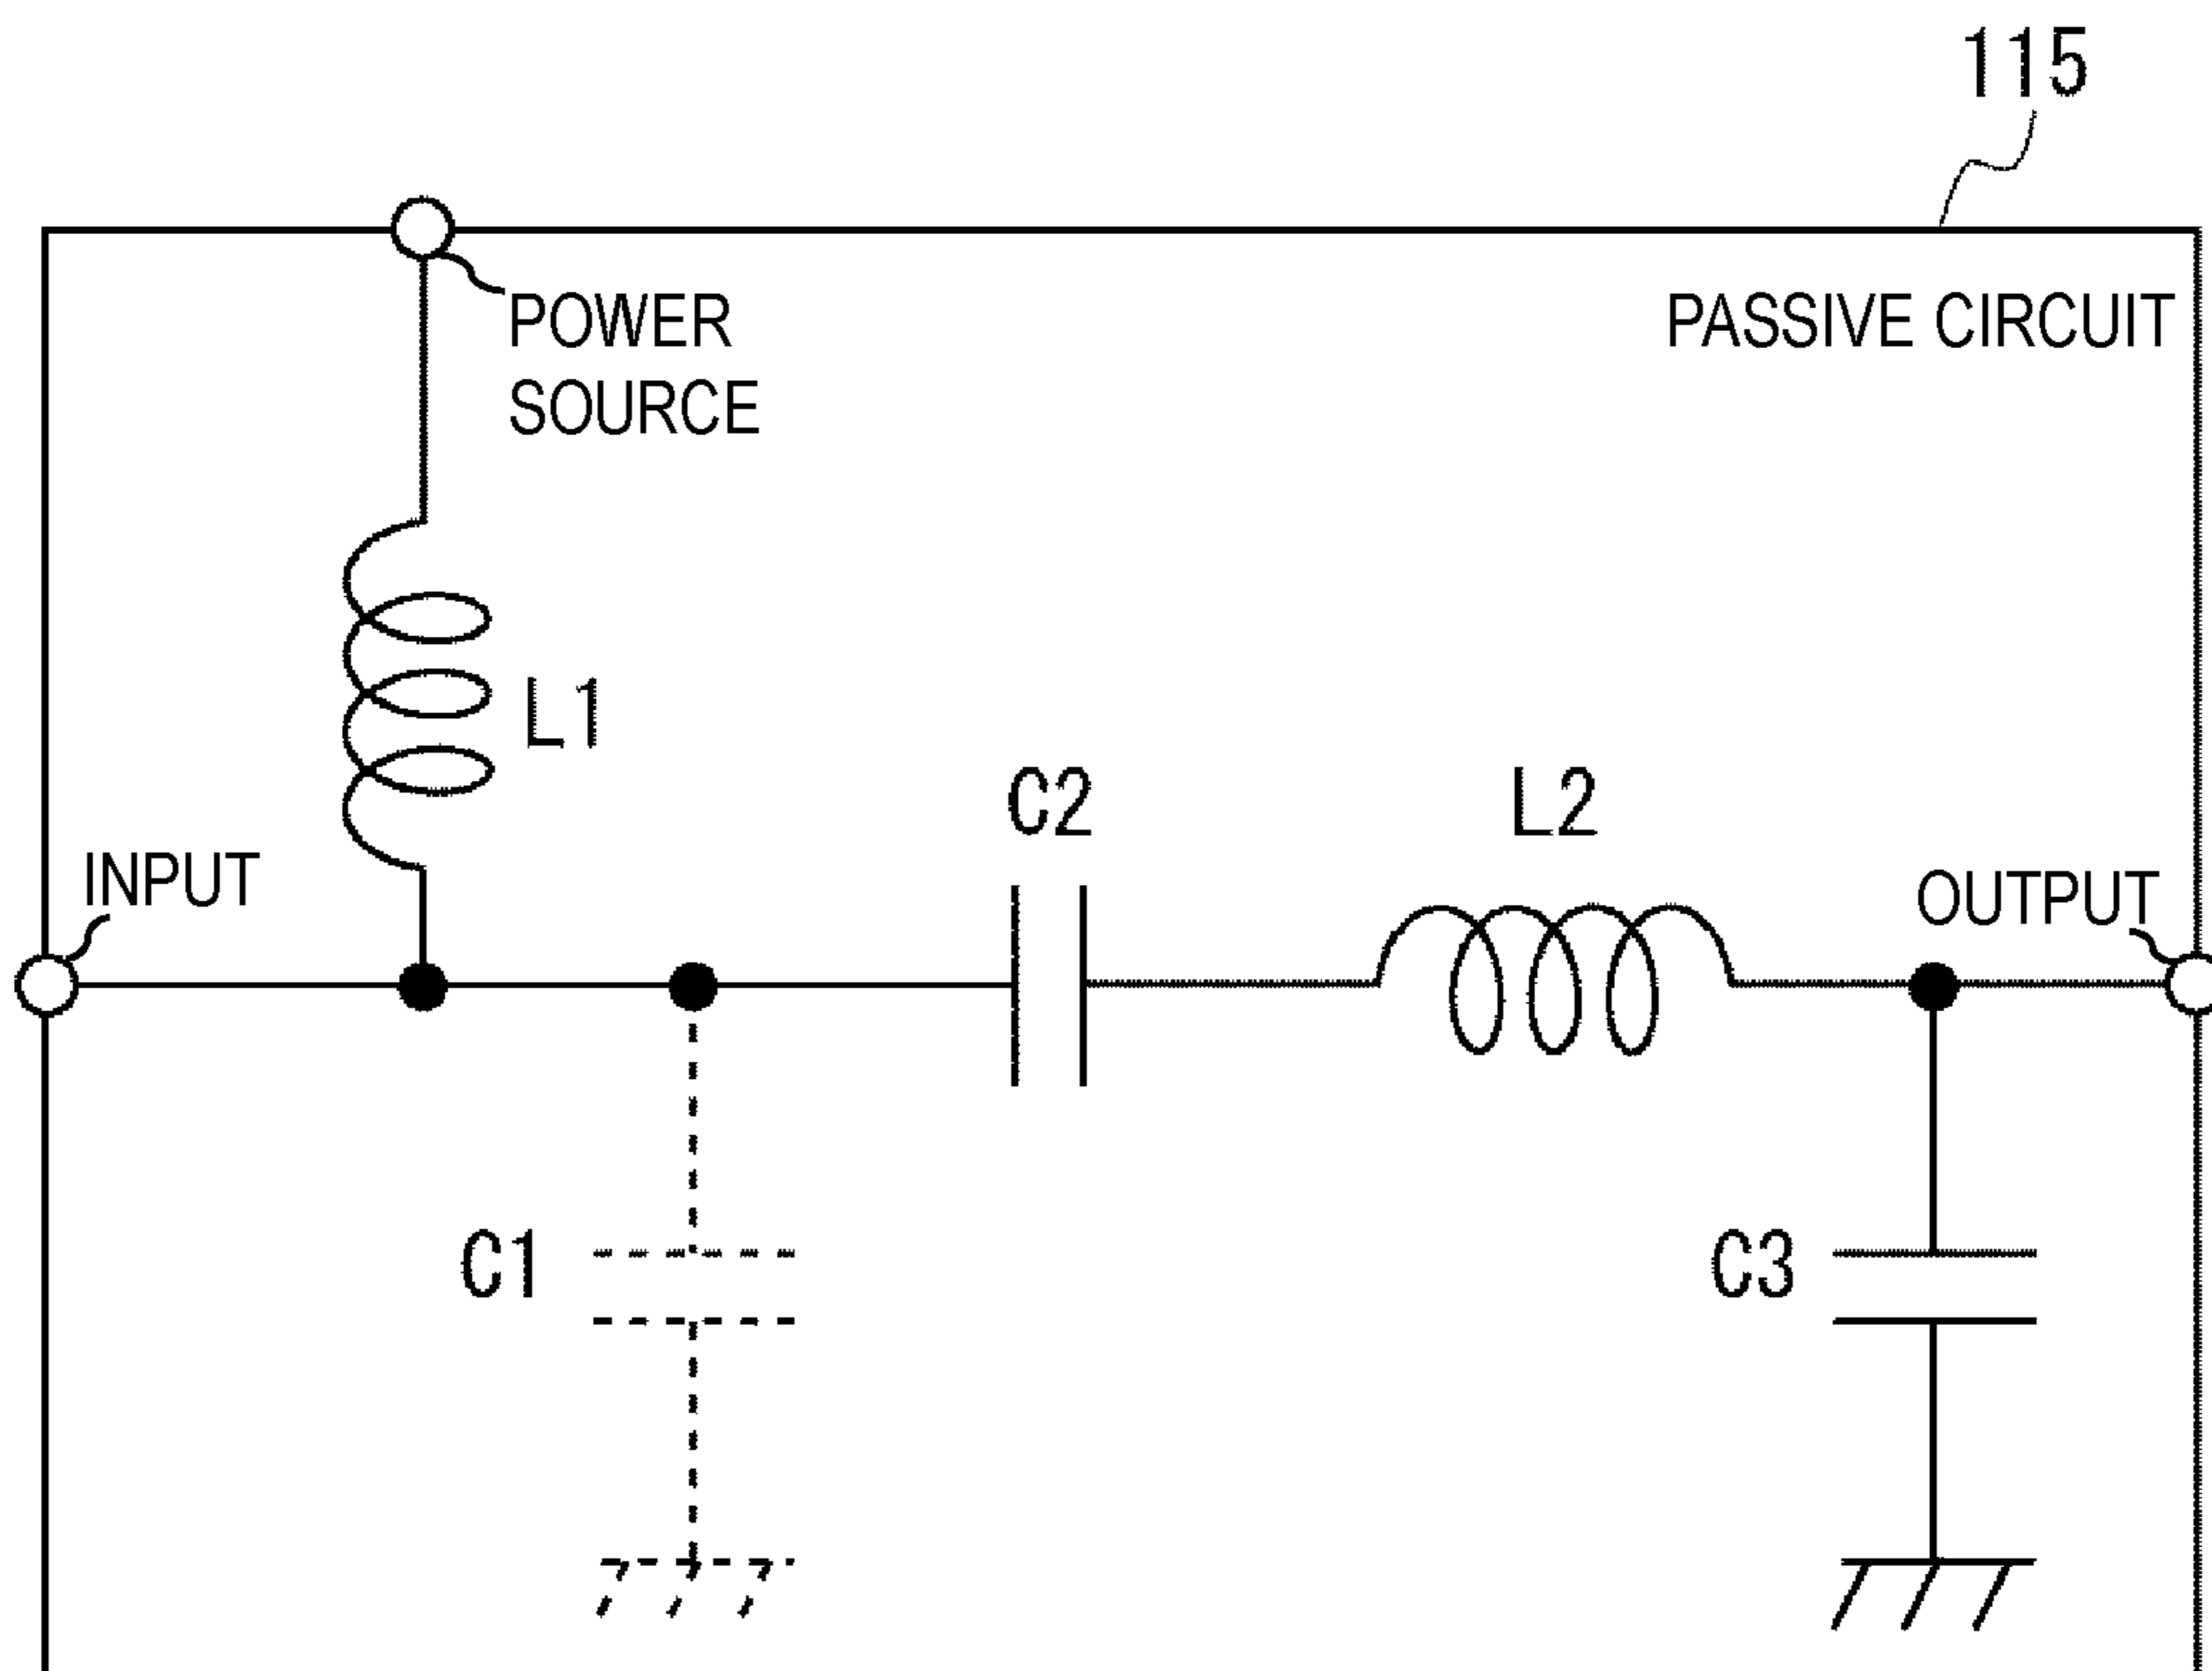 115
POWER
SOURCE
PASSIVE CIRCUIT
L1
C2
L2
INPUT
OUTPUT
C1
C3